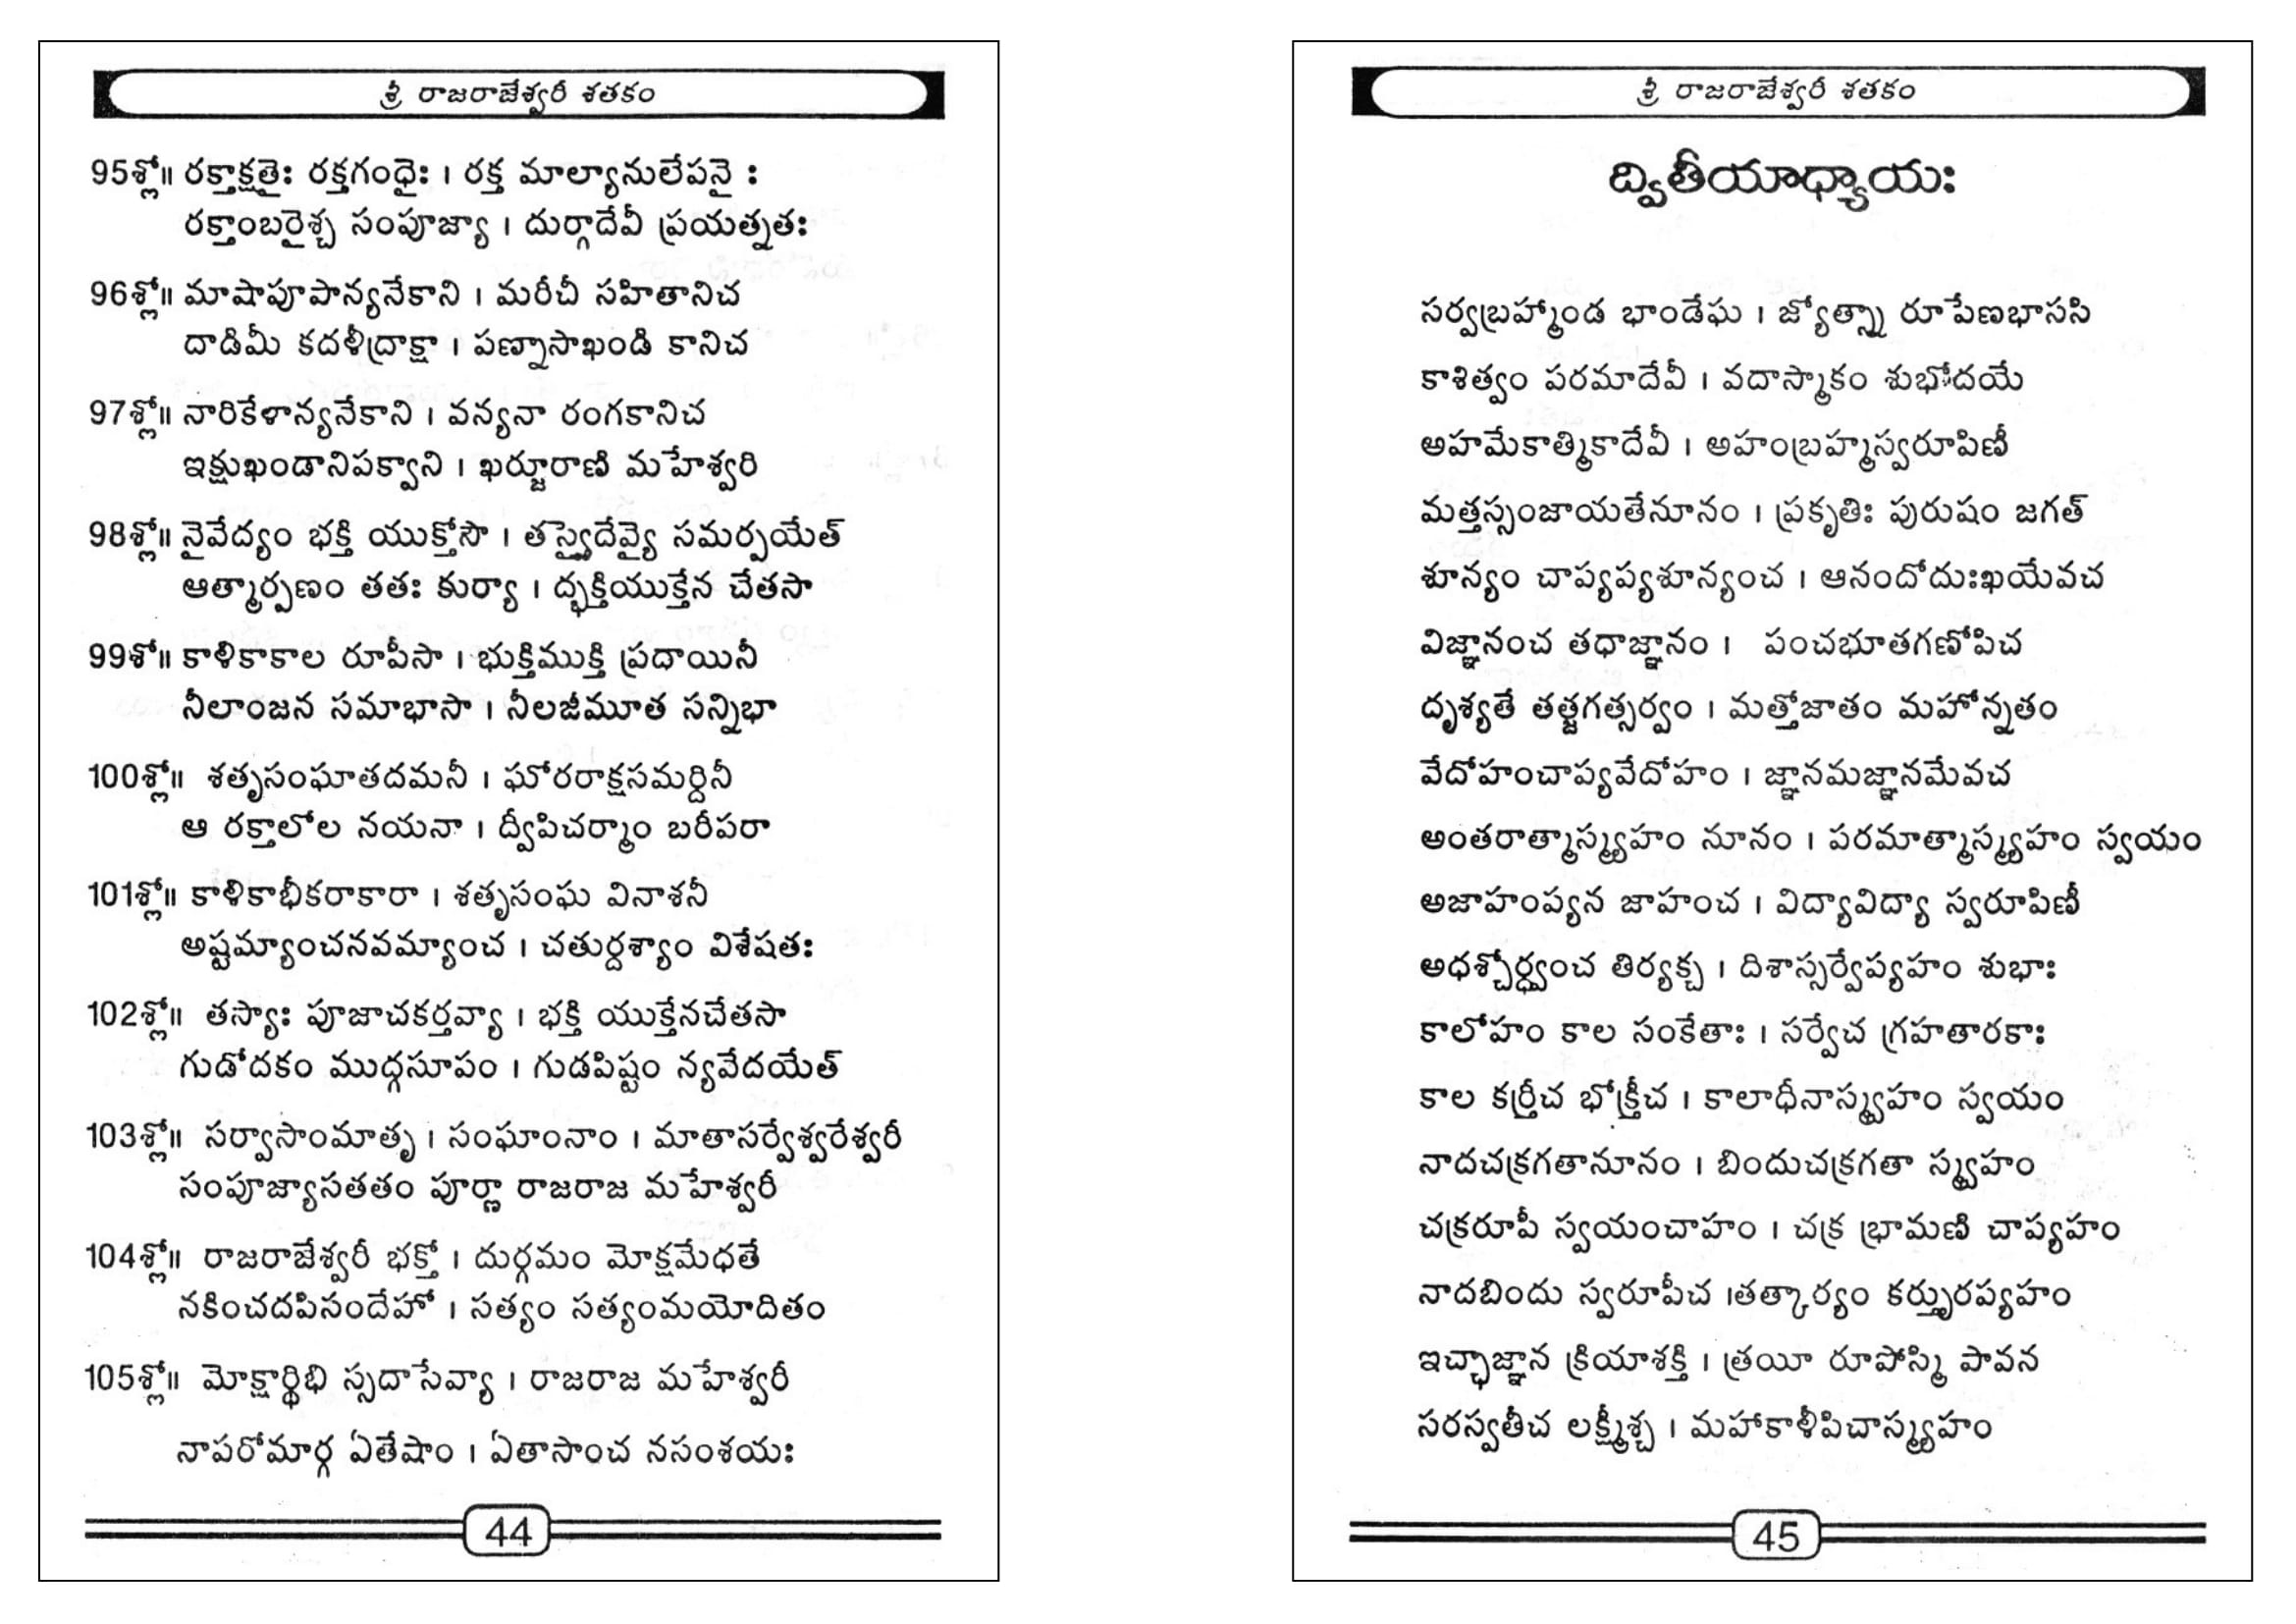 శ్రీ రాజరాజేశ్వరీ శతకం
95శ్లో॥ రక్తాక్షతైః రక్తగంధైః । రక్త మాల్యానులేపనై ః
రక్తాంబరైశ్చ సంపూజ్యా । దుర్గాదేవీ ప్రయత్నతః
96శ్లో॥ మాషాపూపాన్యనేకాని । మరీచీ సహితానిచ
దాడిమీ కదళీద్రాక్షా । పణ్నాసాఖండి కానిచ
97శ్లో॥ నారికేళాన్యనేకాని । వన్యనా రంగకానిచ
ఇక్షుఖండానిపక్వాని । ఖర్జూరాణి మహేశ్వరి
98శ్లో॥ నైవేద్యం భక్తి యుక్తోసౌ । తస్త్యైదేవ్యై సమర్పయేత్
ఆత్మార్పణం తతః కుర్యా । ద్భక్తియుక్తేన చేతసా
99శో॥ కాళికాకాల రూపీసా । భుక్తిముక్తి ప్రదాయినీ
నీలాంజన సమాభాసా । నీలజీమూత సన్నిభా
100శ్లో॥ శతృసంఘాతదమనీ । ఘోరరాక్షసమర్దినీ
ఆ రక్తాలోల నయనా । ద్వీపిచర్మాం బరీపరా
101శ్లో॥ కాళికాభీకరాకారా । శతృసంఘ వినాశనీ
అష్టమ్యాంచనవమ్యాంచ । చతుర్దశ్యాం విశేషతః
102శ్లో॥ తస్యాః పూజాచకర్తవ్యా । భక్తి యుక్తేనచేతసా
గుడోదకం ముద్గసూపం । గుడపిష్టం న్యవేదయేత్
103శ్లో॥ సర్వాసాంమాతృ । సంఘాంనాం । మాతాసర్వేశ్వరేశ్వరీ
సంపూజ్యాసతతం పూర్ణా రాజరాజ మహేశ్వరీ
104శ్లో॥ రాజరాజేశ్వరీ భక్తో । దుర్గమం మోక్షమేధతే
నకించదపిసందేహో । సత్యం సత్యంమయోదితం
105శ్లో॥ మోక్షార్థిభి స్సదాసేవ్యా । రాజరాజ మహేశ్వరీ
నాపరోమార్గ ఏతేషాం । ఏతాసాంచ నసంశయః
44
శ్రీ రాజరాజేశ్వరీ శతకం
ద్వితీయాధ్యాయః
సర్వబ్రహ్మాండ భాండేఘ । జ్యోత్స్నా రూపేణభాససి
కాశిత్వం పరమాదేవీ । వదాస్మాకం శుభోదయే
అహమేకాత్మికాదేవీ । అహంబ్రహ్మస్వరూపిణీ
మత్తస్సంజాయతేనూనం । ప్రకృతిః పురుషం జగత్
శూన్యం చాప్యప్యశూన్యంచ । ఆనందోదుఃఖయేవచ
విజ్ఞానంచ తధాజ్ఞానం । పంచభూతగణోపిచ
దృశ్యతే తత్జగత్సర్వం । మత్తోజాతం మహోన్నతం
వేదోహంచాప్యవేదోహం । జ్ఞానమజ్ఞానమేవచ
అంతరాత్మాస్మ్యహం నూనం । పరమాత్మాస్మ్యహం స్వయం
అజాహంప్యన జాహంచ । విద్యావిద్యా స్వరూపిణీ
అధశ్చోర్ధ్వంచ తిర్యక్చ । దిశాస్సర్వేప్యహం శుభాః
కాలోహం కాల సంకేతాః । సర్వేచ గ్రహతారకాః
కాల కర్త్రీచ భోక్త్రీచ । కాలాధీనాస్మ్వహం స్వయం
నాదచక్రగతానూనం । బిందుచక్రగతా స్మ్వహం
చక్రరూపీ స్వయంచాహం । చక్ర భ్రామణి చాప్యహం
నాదబిందు స్వరూపీచ ।తత్కార్యం కర్తృురప్యహం
ఇచ్ఛాజ్ఞాన క్రియాశక్తి । త్రయీ రూపోస్మి పావన
సరస్వతీచ లక్ష్మీశ్చ । మహాకాళీపిచాస్మ్యహం
45